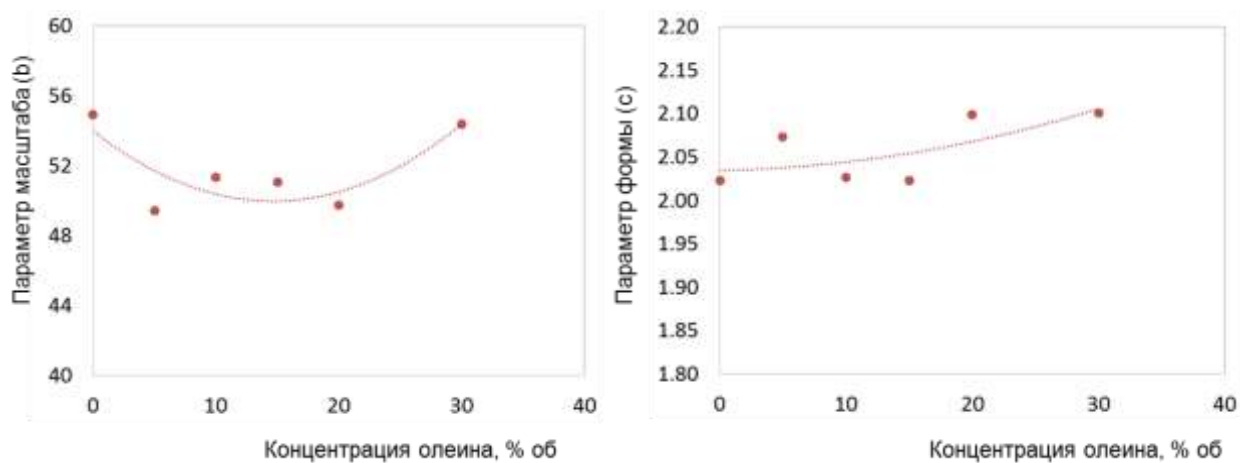 Параметр масштаба (b)
60
56
52
48
44
40
0 10 20 30 40
Концентрация олеина, % об
Параметр формы (c)
2.20
2.15
2.10
2.05
2.00
1.95
1.90
1.85
1.80
0 10 20 30 40
Концентрация олеина, % об